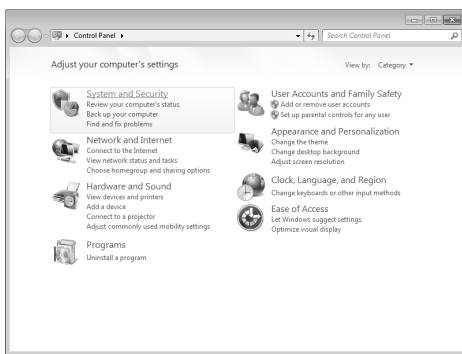 Control Panel
Search Control Panel
Adjust your computer's settings
View by: Category
System and Security
Review your computer's status
Back up your computer
Find and fix problems
Network and Internet
Connect to the Internet
View network status and tasks
Choose homegroup and sharing options
Hardware and Sound
View devices and printers
Add a device
Connect to a projector
Adjust commonly used mobility settings
Programs
Uninstall a program
User Accounts and Family Safety
Add or remove user accounts
Set up parental controls for any user
Appearance and Personalization
Change the theme
Change desktop background
Adjust screen resolution
Clock, Language, and Region
Change keyboards or other input methods
Ease of Access
Let Windows suggest settings
Optimize visual display